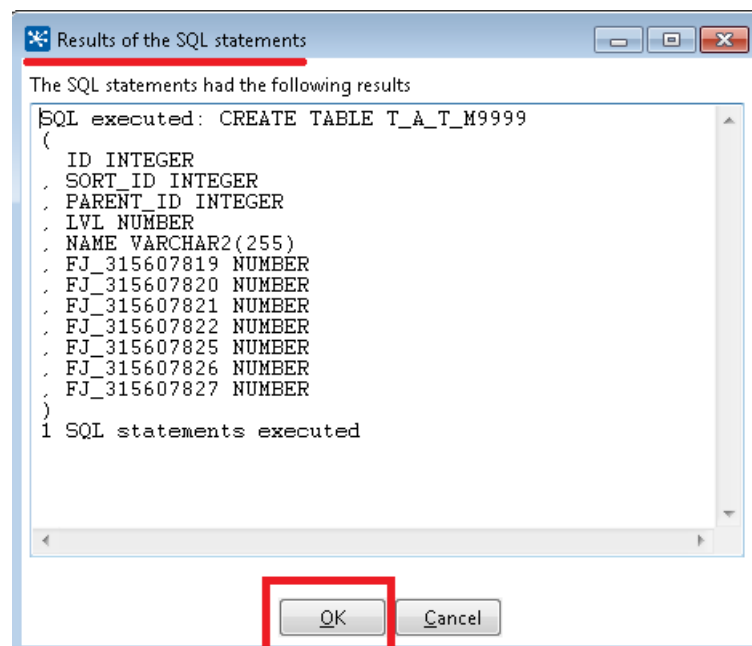 Results of the SQL statements
The SQL statements had the following results
SQL executed: CREATE TABLE T_A_T_M9999
(
  ID INTEGER
, SORT_ID INTEGER
, PARENT_ID INTEGER
, LVL NUMBER
, NAME VARCHAR2(255)
, FJ_315607819 NUMBER
, FJ_315607820 NUMBER
, FJ_315607821 NUMBER
, FJ_315607822 NUMBER
, FJ_315607825 NUMBER
, FJ_315607826 NUMBER
, FJ_315607827 NUMBER
)
1 SQL statements executed
OK Cancel